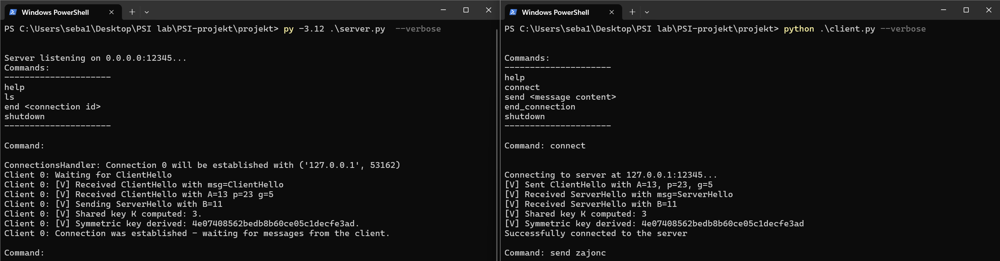 Windows PowerShell
PS C:\Users\seba1\Desktop\PSI lab\PSI-projekt\projekt> py -3.12 .\server.py  --verbose
Server listening on 0.0.0.0:12345...
Commands:
---------------------
help
ls
end <connection id>
shutdown
---------------------
Command:
ConnectionsHandler: Connection 0 will be established with ('127.0.0.1', 53162)
Client 0: Waiting for ClientHello
Client 0: [V] Received ClientHello with msg=ClientHello
Client 0: [V] Received ClientHello with A=13 p=23 g=5
Client 0: [V] Sending ServerHello with B=11
Client 0: [V] Shared key K computed: 3.
Client 0: [V] Symmetric key derived: 4e07408562bedb8b60ce05c1decfe3ad.
Client 0: Connection was established - waiting for messages from the client.
Command:
Windows PowerShell
PS C:\Users\seba1\Desktop\PSI lab\PSI-projekt\projekt> python .\client.py --verbose
Commands:
---------------------
help
connect
send <message content>
end_connection
shutdown
---------------------
Command: connect
Connecting to server at 127.0.0.1:12345...
[V] Sent ClientHello with A=13, p=23, g=5
[V] Received ServerHello with msg=ServerHello
[V] Received ServerHello with B=11
[V] Shared key K computed: 3
[V] Symmetric key derived: 4e07408562bedb8b60ce05c1decfe3ad
Successfully connected to the server
Command: send zajonc